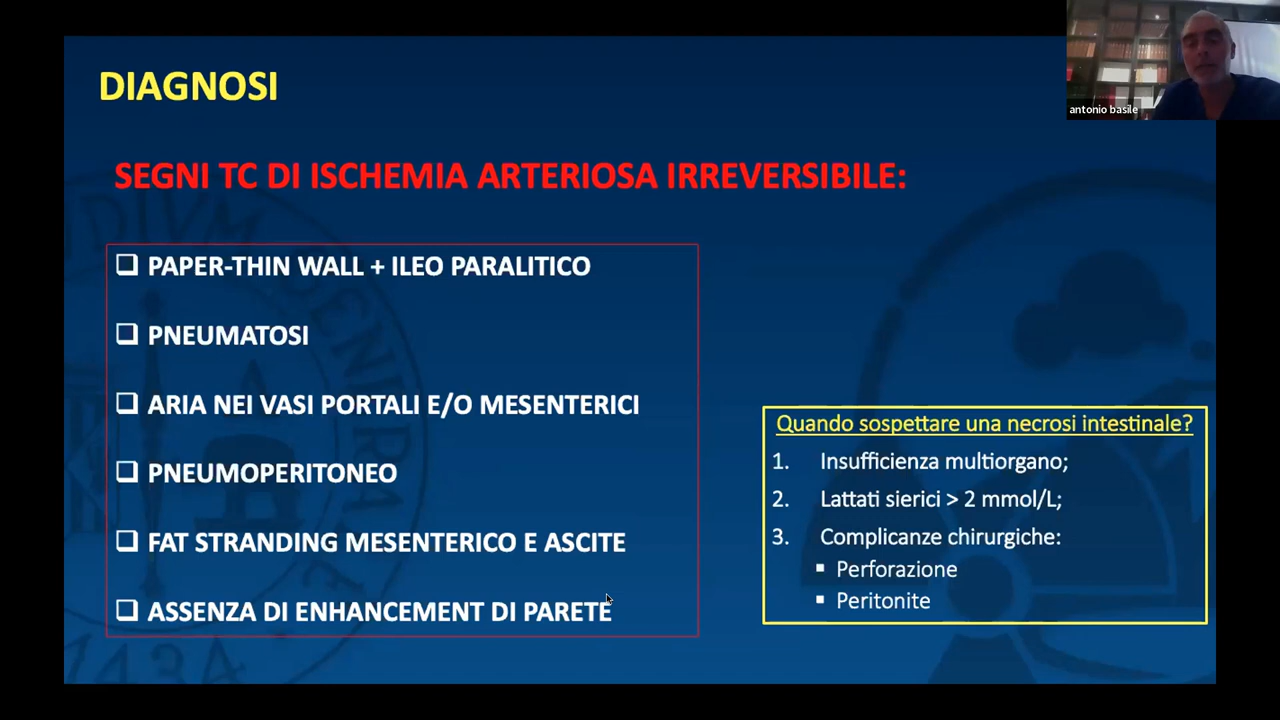 antonio basile
DIAGNOSI
SEGNI TC DI ISCHEMIA ARTERIOSA IRREVERSIBILE:
❑ PAPER-THIN WALL + ILEO PARALITICO
❑ PNEUMATOSI
❑ ARIA NEI VASI PORTALI E/O MESENTERICI
❑ PNEUMOPERITONEO
❑ FAT STRANDING MESENTERICO E ASCITE
❑ ASSENZA DI ENHANCEMENT DI PARETE
Quando sospettare una necrosi intestinale?
1. Insufficienza multiorgano;
2. Lattati sierici > 2 mmol/L;
3. Complicanze chirurgiche:
▪ Perforazione
▪ Peritonite
1434